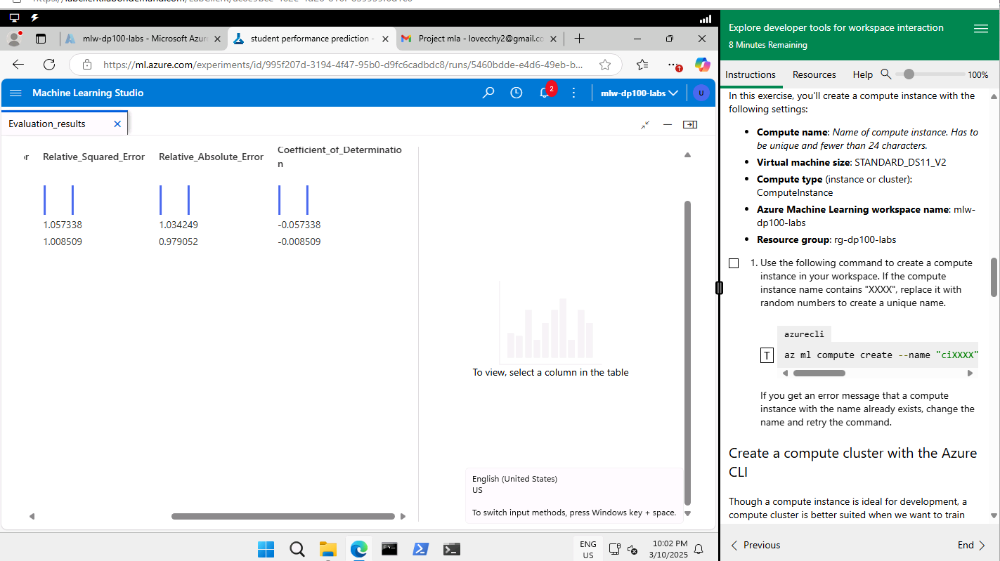 mlw-dp100-labs - Microsoft Azur
student performance prediction -
Project mla - lovecchy2@gmail.co
https://ml.azure.com/experiments/id/995f207d-3194-4f47-95b0-d9fc6cadbdc8/runs/5460bdde-e4d6-49eb-b...
Machine Learning Studio
2
mlw-dp100-labs
U
Evaluation_results
Relative_Squared_Error
Relative_Absolute_Error
Coefficient_of_Determinatio
n
1.057338
1.034249
-0.057338
1.008509
0.979052
-0.008509
To view, select a column in the table
English (United States)
US
To switch input methods, press Windows key + space.
ENG
US
10:02 PM
3/10/2025
Explore developer tools for workspace interaction
8 Minutes Remaining
Instructions
Resources
Help
100%
In this exercise, you'll create a compute instance with the
following settings:
• Compute name: Name of compute instance. Has to
be unique and fewer than 24 characters.
• Virtual machine size: STANDARD_DS11_V2
• Compute type (instance or cluster):
ComputeInstance
• Azure Machine Learning workspace name: mlw-
dp100-labs
• Resource group: rg-dp100-labs
1. Use the following command to create a compute
instance in your workspace. If the compute
instance name contains "XXXX", replace it with
random numbers to create a unique name.
azurecli
T
az ml compute create --name "ciXXXX"
If you get an error message that a compute
instance with the name already exists, change the
name and retry the command.
Create a compute cluster with the Azure
CLI
Though a compute instance is ideal for development, a
compute cluster is better suited when we want to train
Previous
End